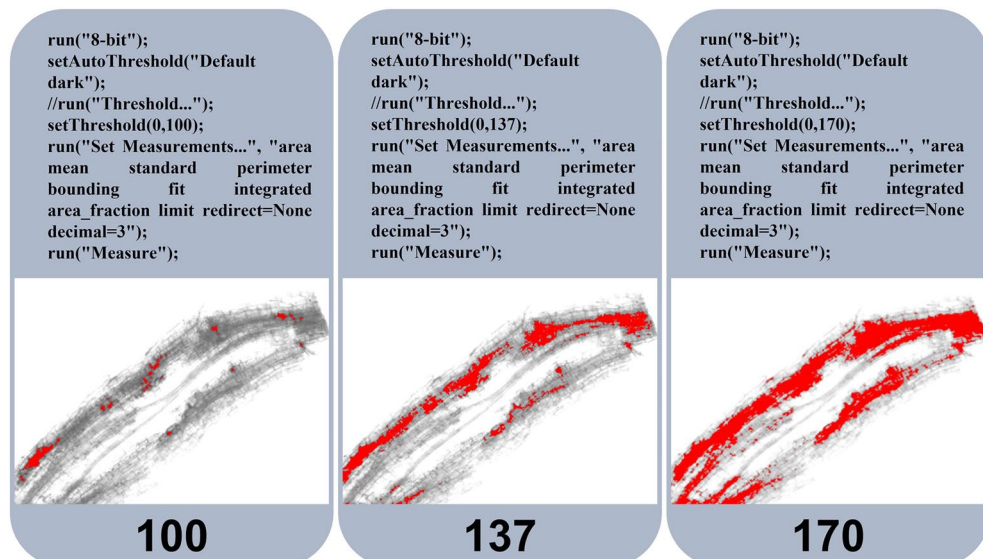 run("8-bit");
setAutoThreshold("Default
dark");
//run("Threshold...");
setThreshold(0,100);
run("Set Measurements...", "area
mean standard perimeter
bounding fit integrated
area_fraction limit redirect=None
decimal=3");
run("Measure");
100
run("8-bit");
setAutoThreshold("Default
dark");
//run("Threshold...");
setThreshold(0,137);
run("Set Measurements...", "area
mean standard perimeter
bounding fit integrated
area_fraction limit redirect=None
decimal=3");
run("Measure");
137
run("8-bit");
setAutoThreshold("Default
dark");
//run("Threshold...");
setThreshold(0,170);
run("Set Measurements...", "area
mean standard perimeter
bounding fit integrated
area_fraction limit redirect=None
decimal=3");
run("Measure");
170